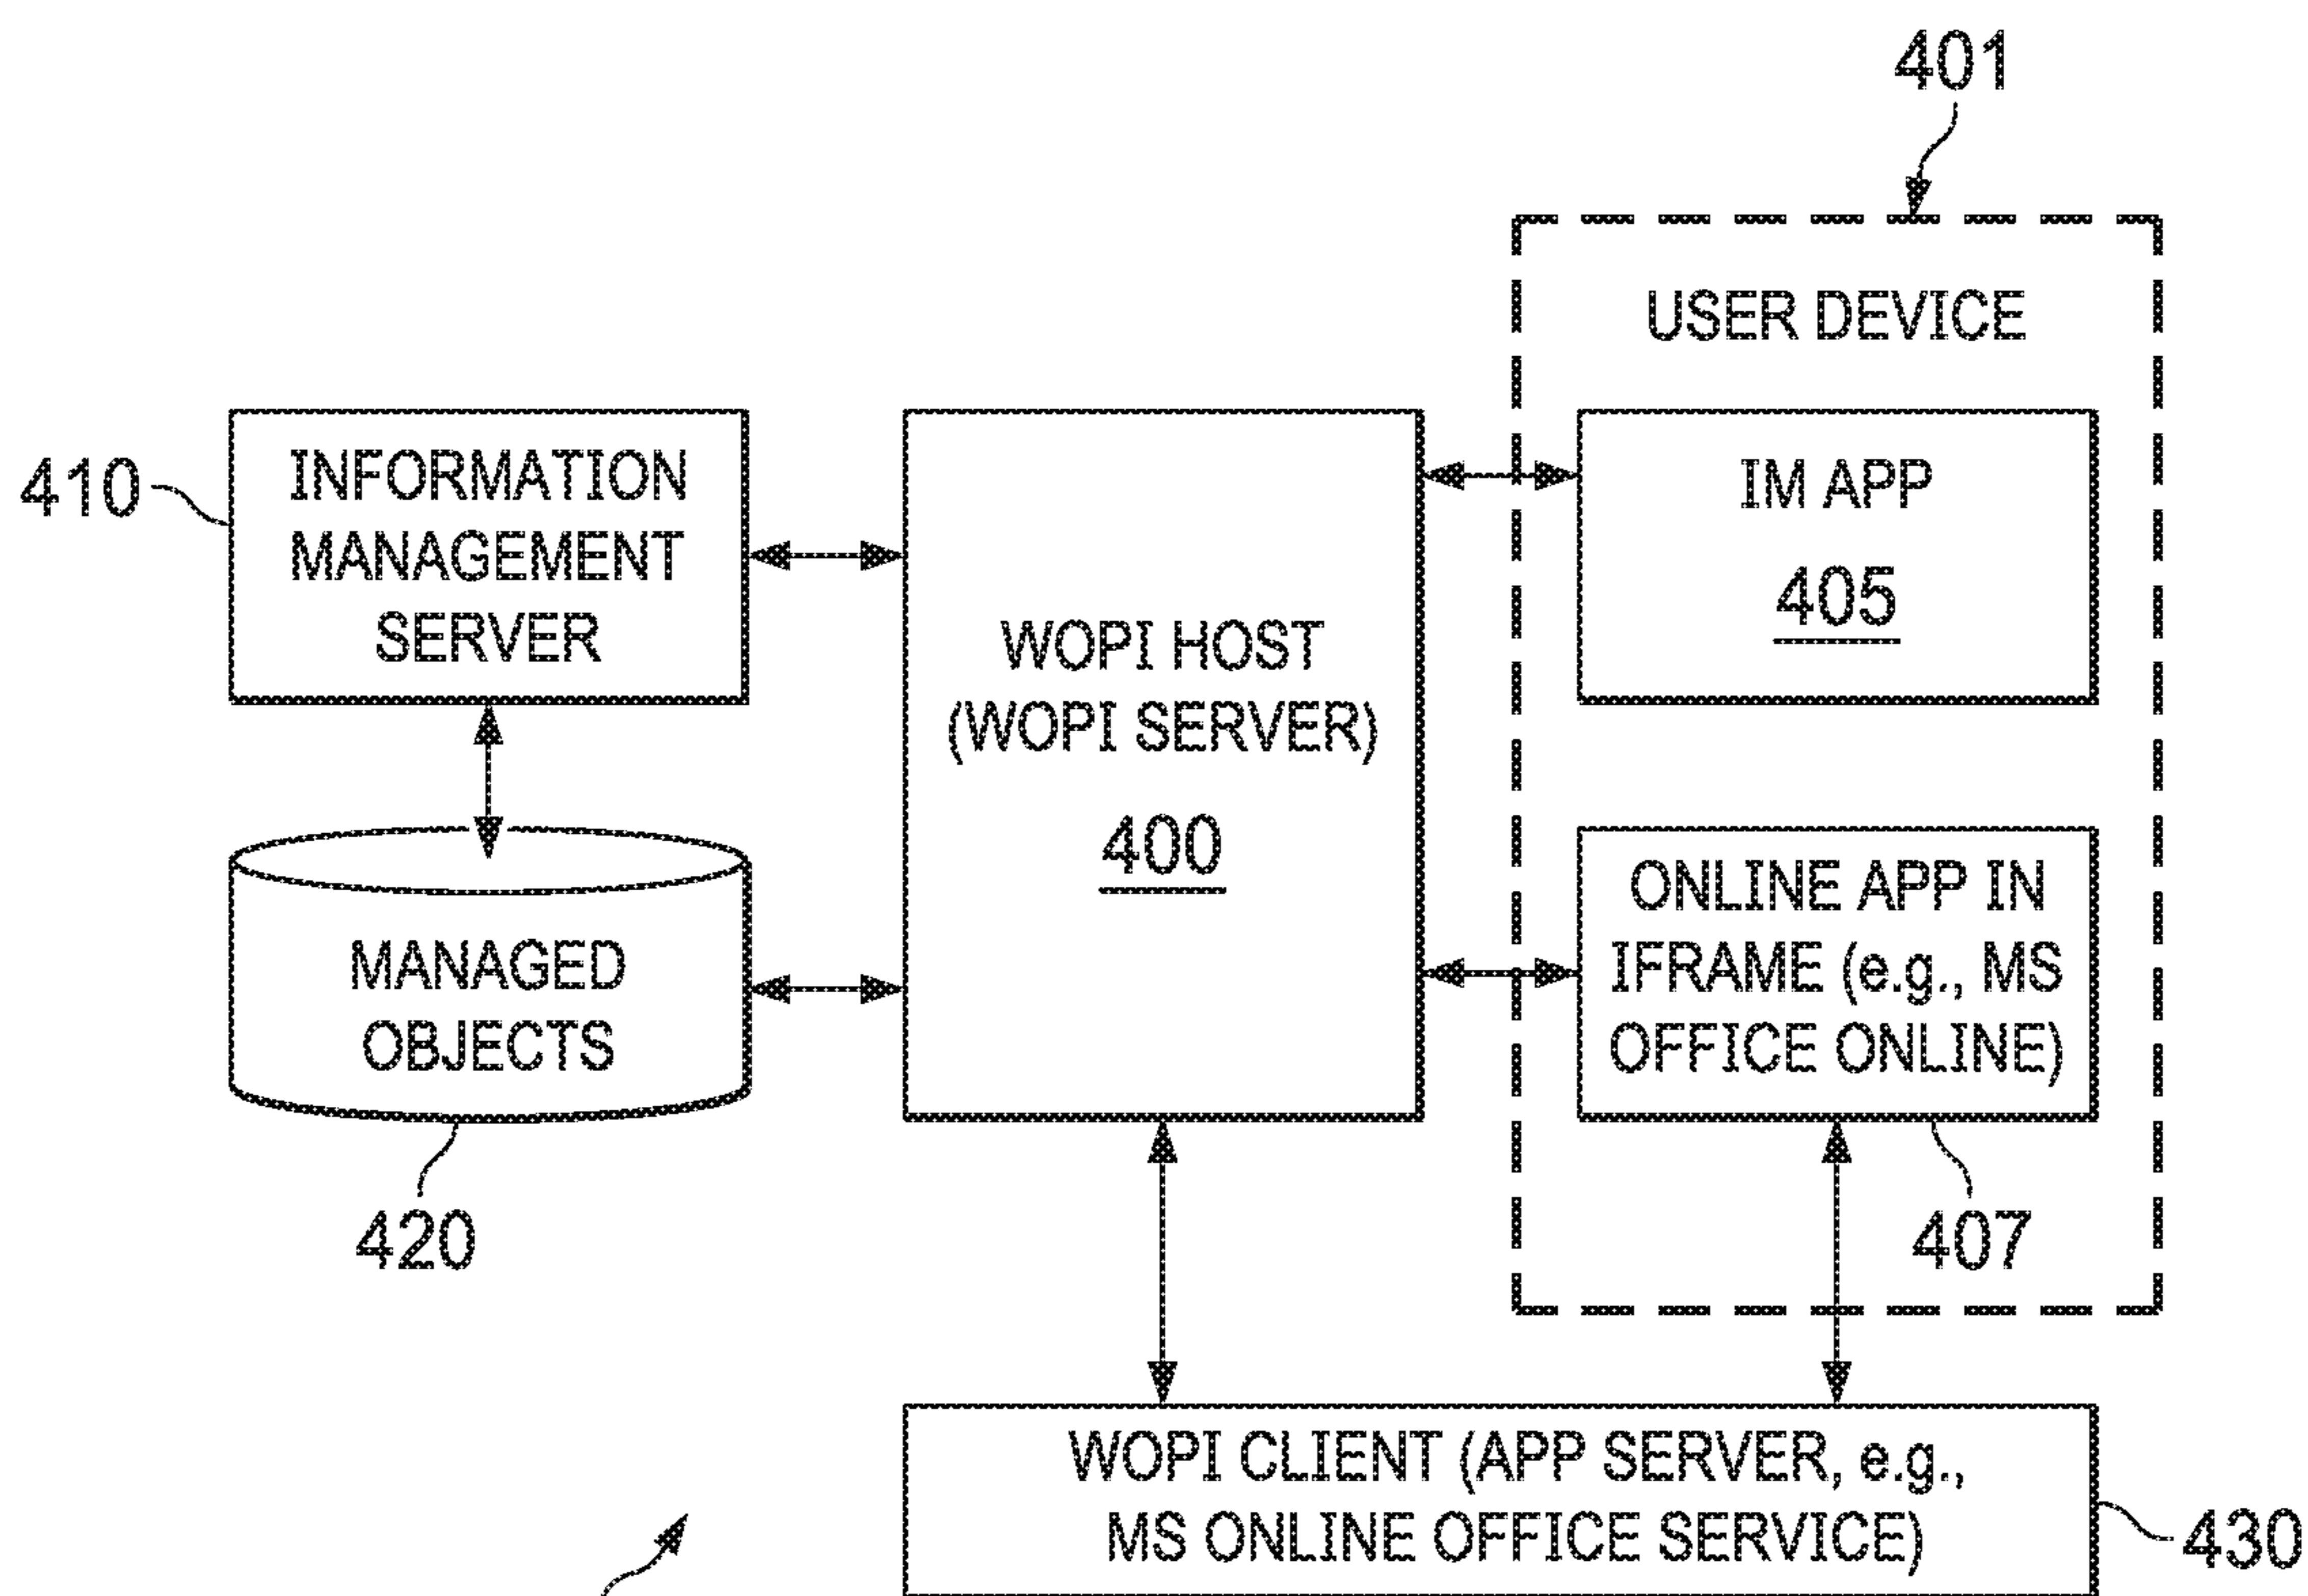 401
USER DEVICE
410
INFORMATION
MANAGEMENT
SERVER
WOPI HOST
(WOPI SERVER)
400
IM APP
405
MANAGED
OBJECTS
420
ONLINE APP IN
IFRAME (e.g., MS
OFFICE ONLINE)
407
WOPI CLIENT (APP SERVER, e.g.,
MS ONLINE OFFICE SERVICE)
430